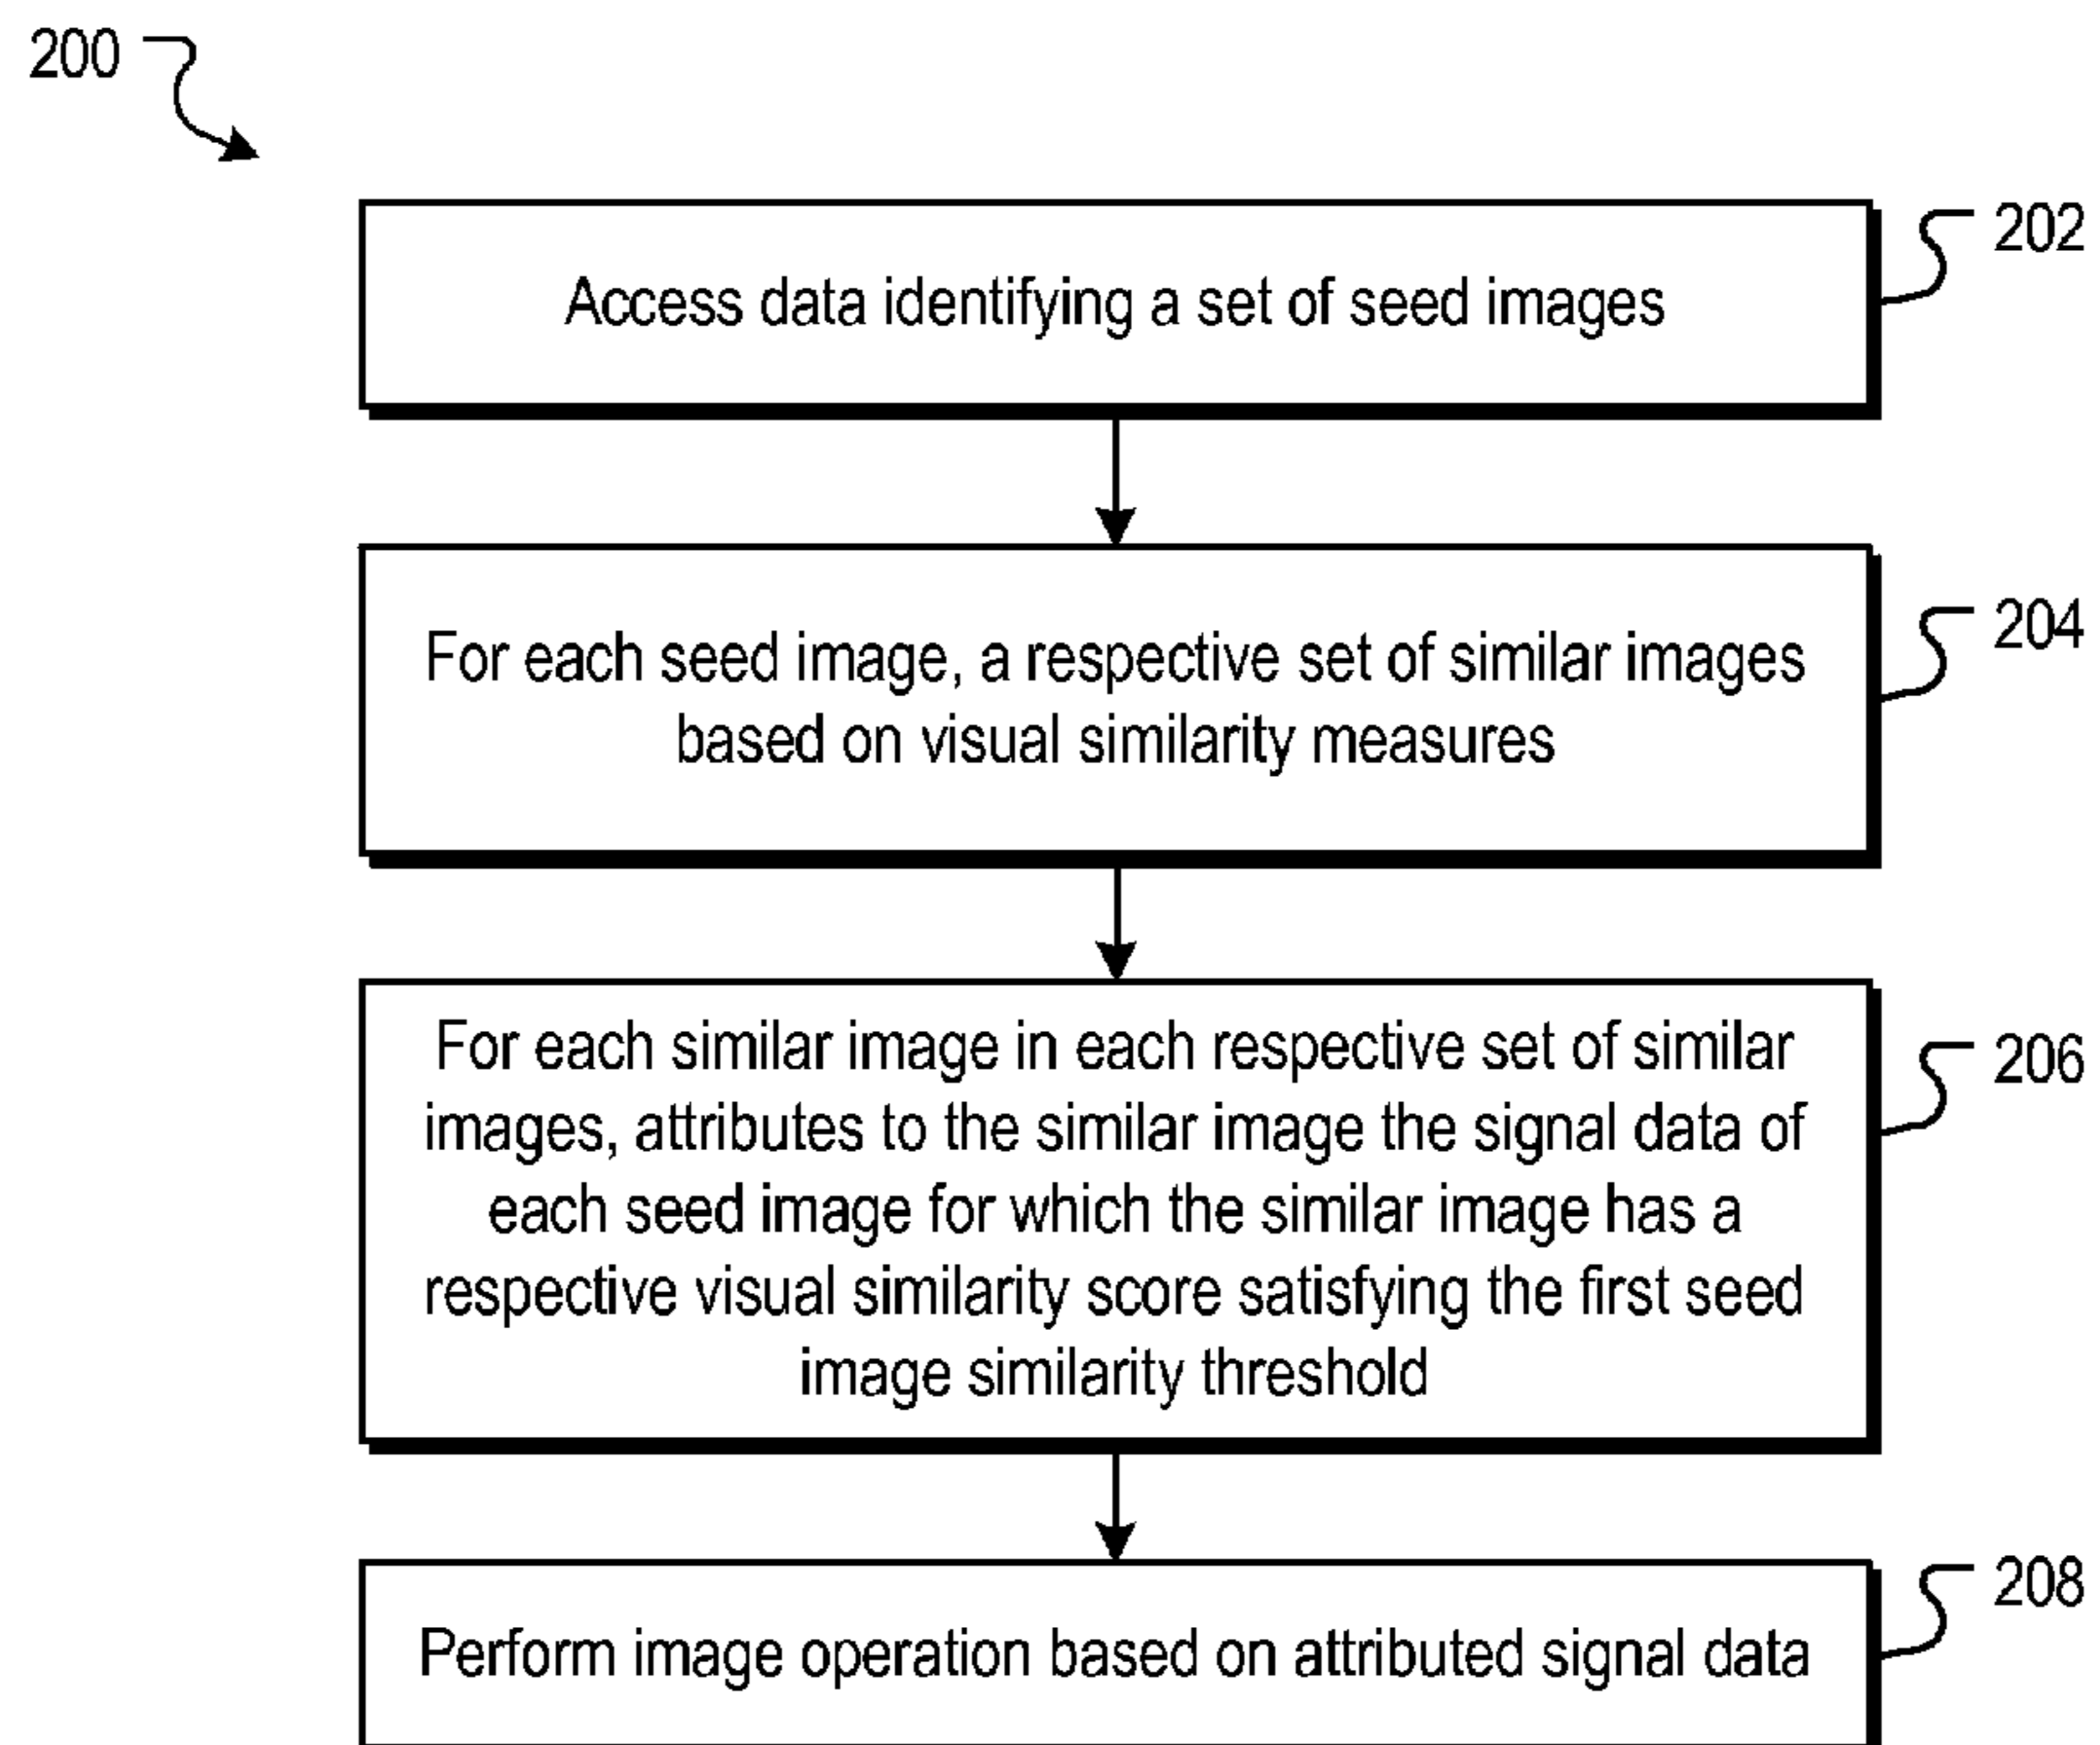 200
202
Access data identifying a set of seed images
204
For each seed image, a respective set of similar images
based on visual similarity measures
206
For each similar image in each respective set of similar
images, attributes to the similar image the signal data of
each seed image for which the similar image has a
respective visual similarity score satisfying the first seed
image similarity threshold
208
Perform image operation based on attributed signal data